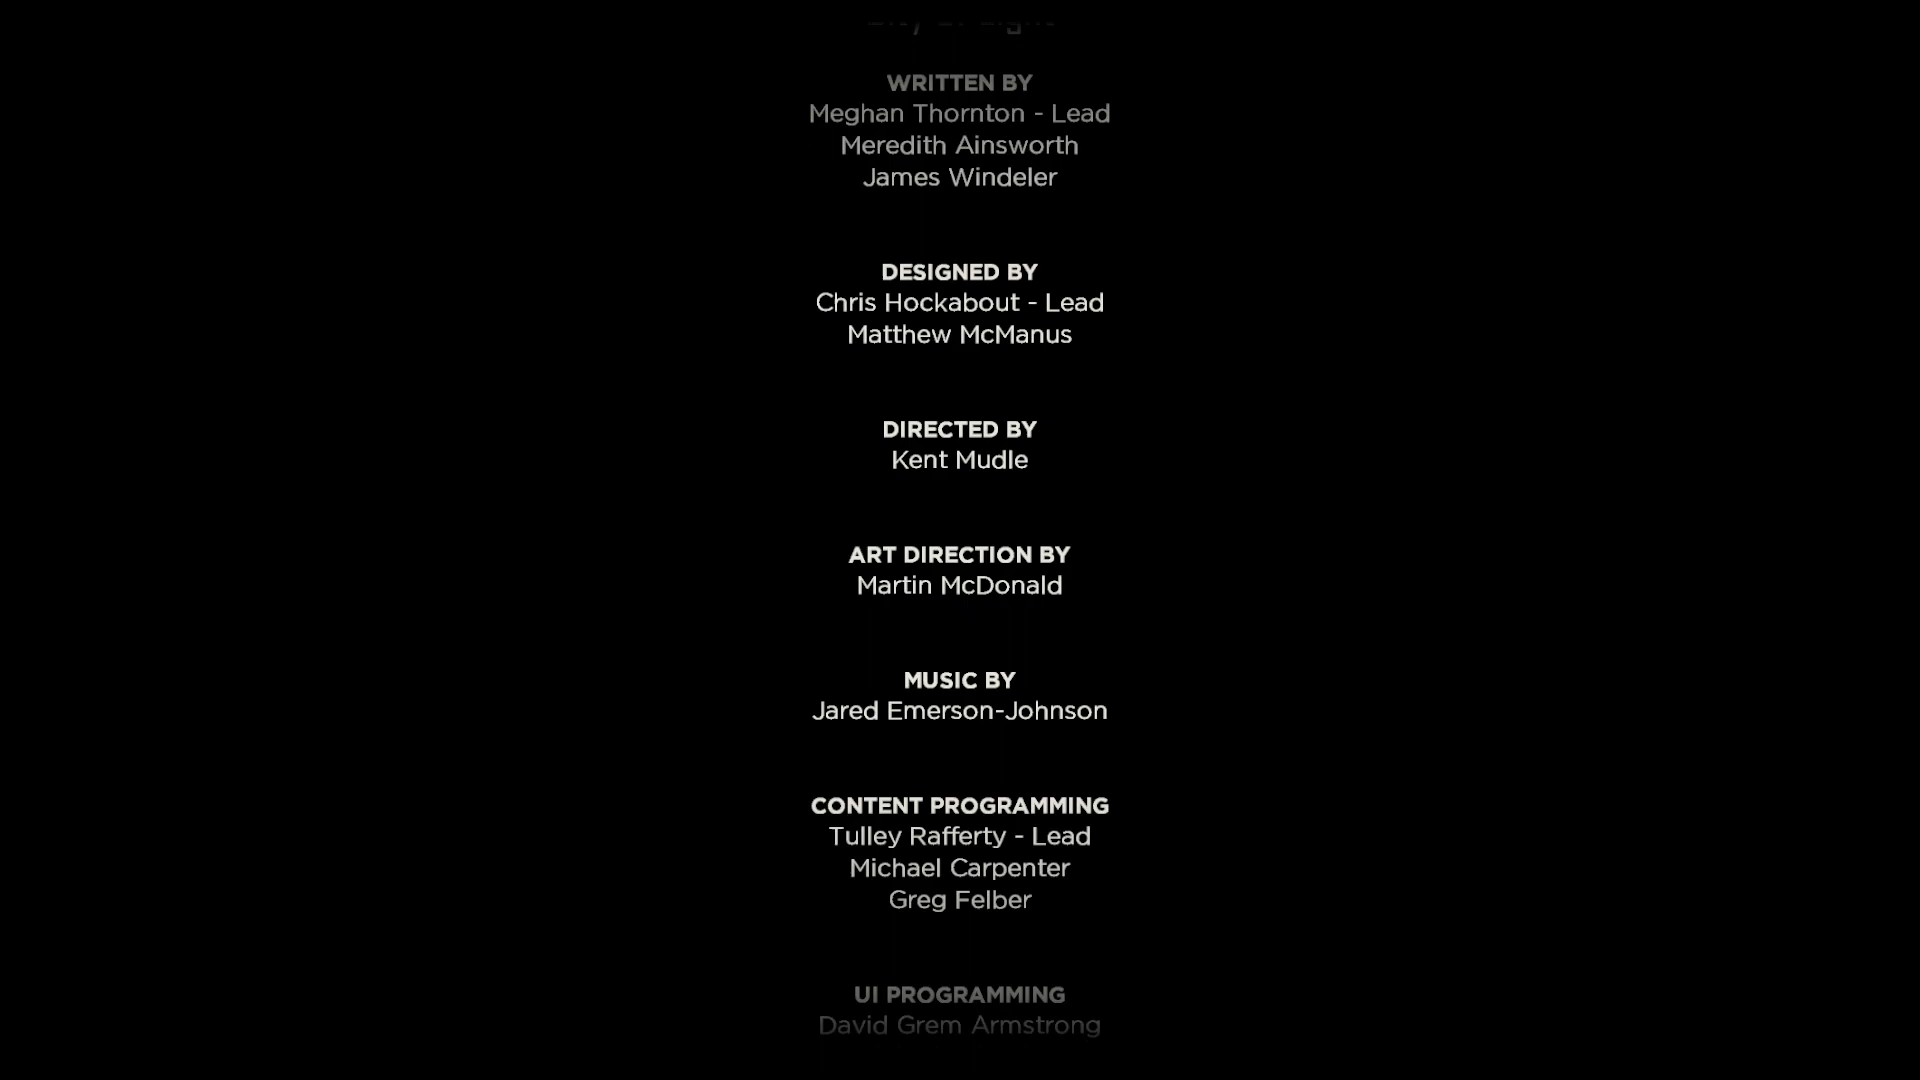 WRITTEN BY
Meghan Thornton - Lead
Meredith Ainsworth
James Windeler
DESIGNED BY
Chris Hockabout - Lead
Matthew McManus
DIRECTED BY
Kent Mudle
ART DIRECTION BY
Martin McDonald
MUSIC BY
Jared Emerson-Johnson
CONTENT PROGRAMMING
Tulley Rafferty - Lead
Michael Carpenter
Greg Felber
UI PROGRAMMING
David Grem Armstrong